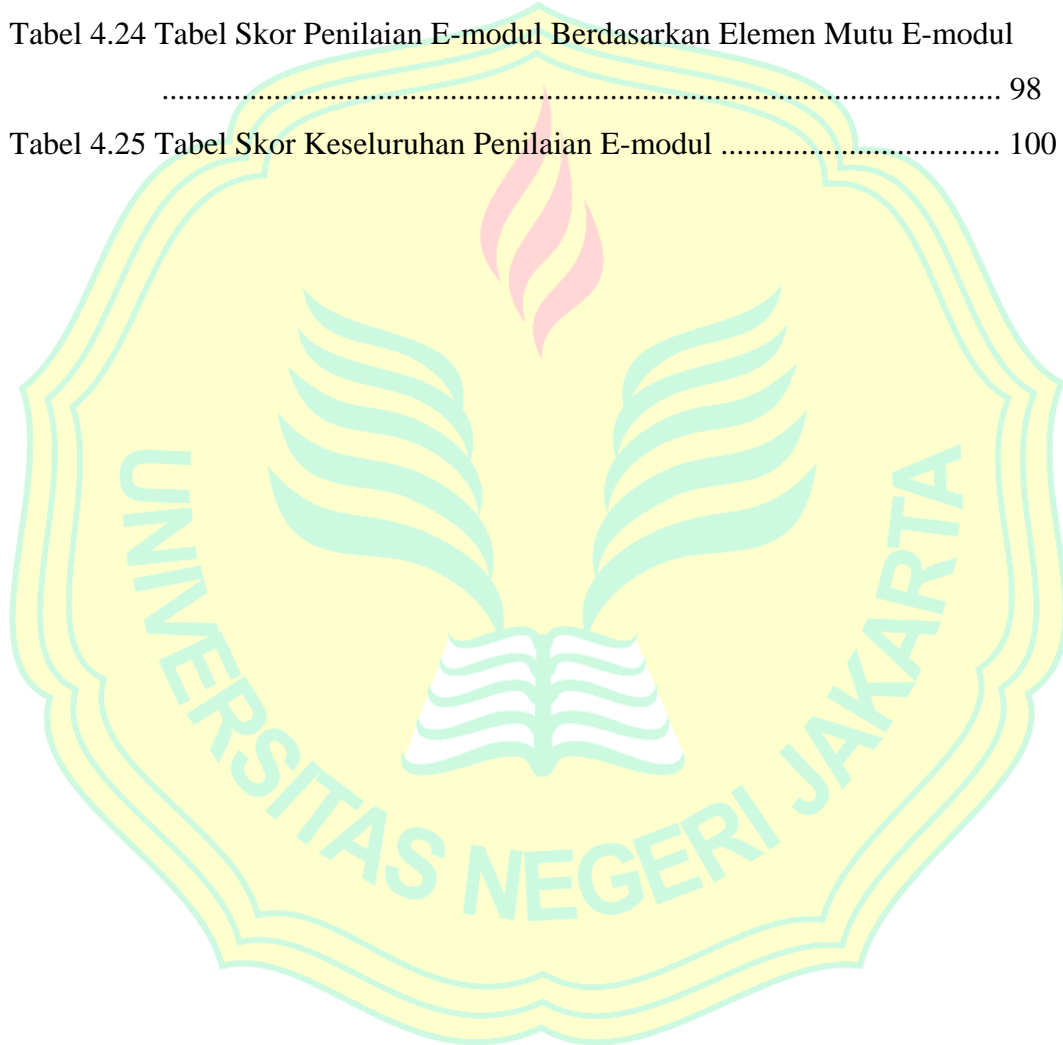 Tabel 4.24 Tabel Skor Penilaian E-modul Berdasarkan Elemen Mutu E-modul
......................................................................................................... 98
Tabel 4.25 Tabel Skor Keseluruhan Penilaian E-modul ................................... 100
UNIVERSITAS NEGERI JAKARTA